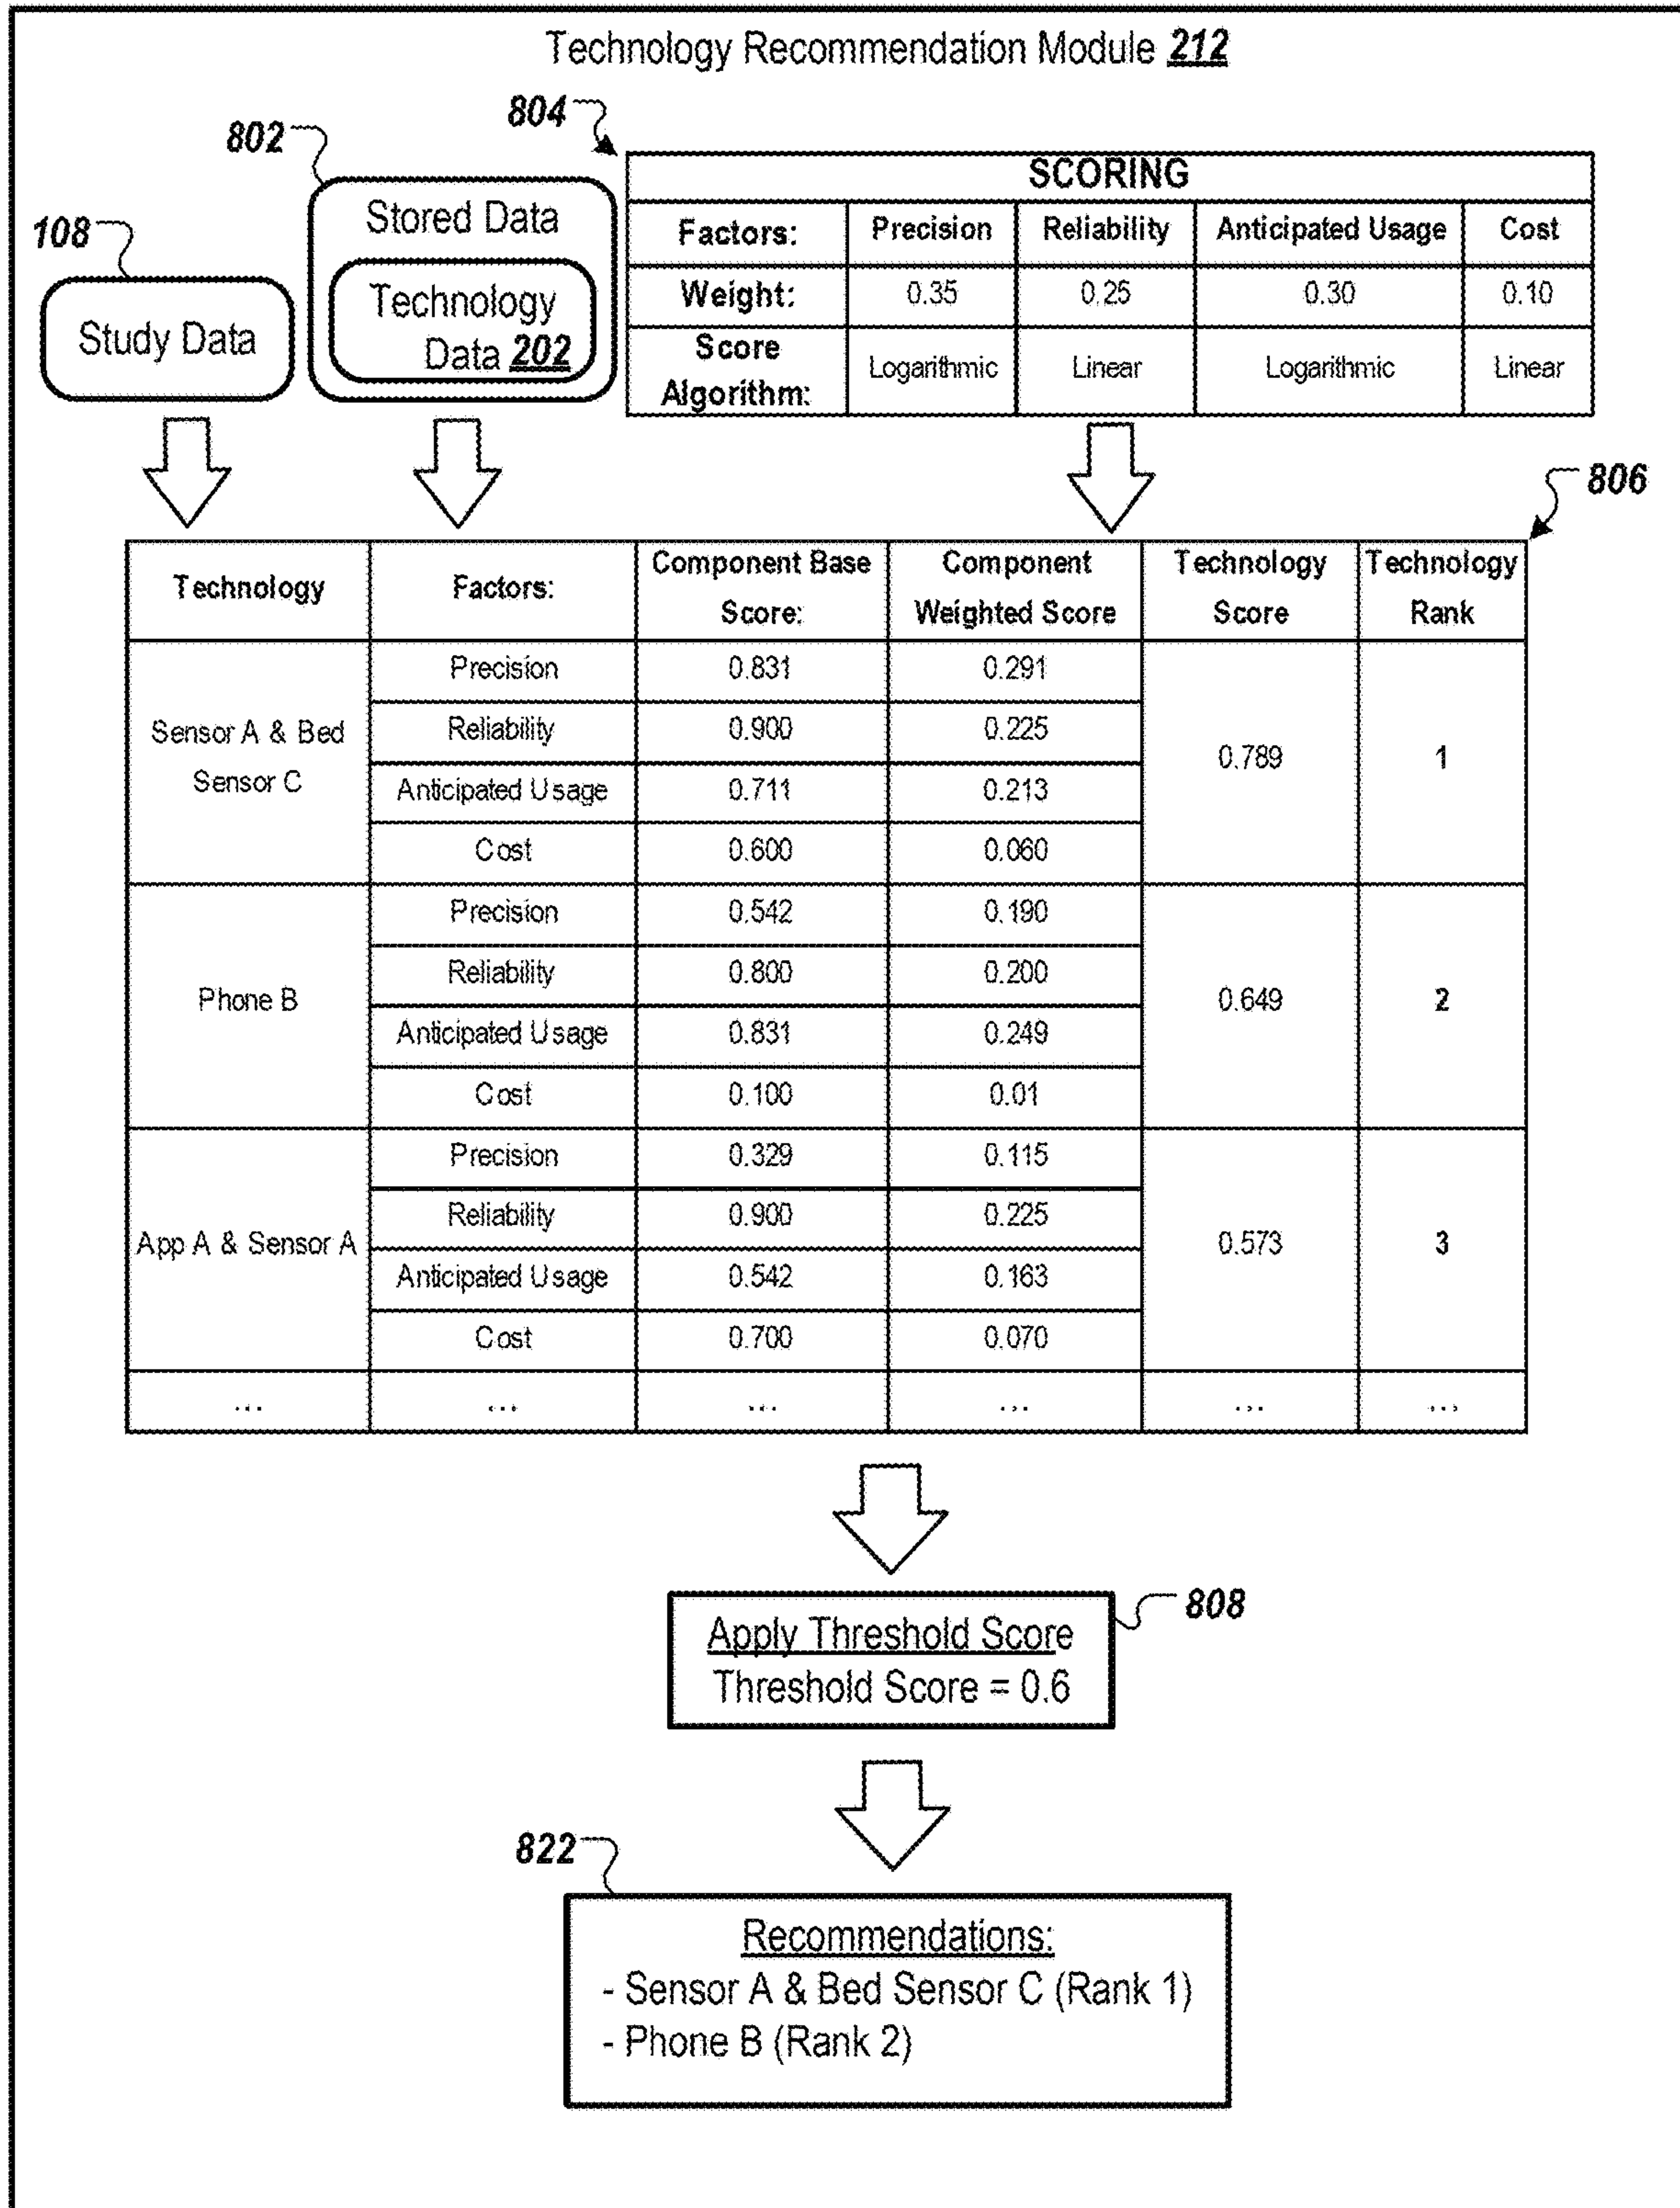 Technology Recommendation Module 212
804
802
108
Stored Data
Technology
Data 202
Study Data
SCORING
Factors: Precision Reliability Anticipated Usage Cost
Weight: 0.35 0.25 0.30 0.10
Score
Algorithm: Logarithmic Linear Logarithmic Linear
806
Technology Factors: Component Base Score: Component Weighted Score Technology Score Technology Rank
Sensor A & Bed
Sensor C
Precision 0.831 0.291
Reliability 0.900 0.225
Anticipated Usage 0.711 0.213
Cost 0.600 0.060
0.789 1
Phone B
Precision 0.542 0.190
Reliability 0.800 0.200
Anticipated Usage 0.831 0.249
Cost 0.100 0.01
0.649 2
App A & Sensor A
Precision 0.329 0.115
Reliability 0.900 0.225
Anticipated Usage 0.542 0.163
Cost 0.700 0.070
0.573 3
... ... ... ... ... ...
808
Apply Threshold Score
Threshold Score = 0.6
822
Recommendations:
- Sensor A & Bed Sensor C (Rank 1)
- Phone B (Rank 2)